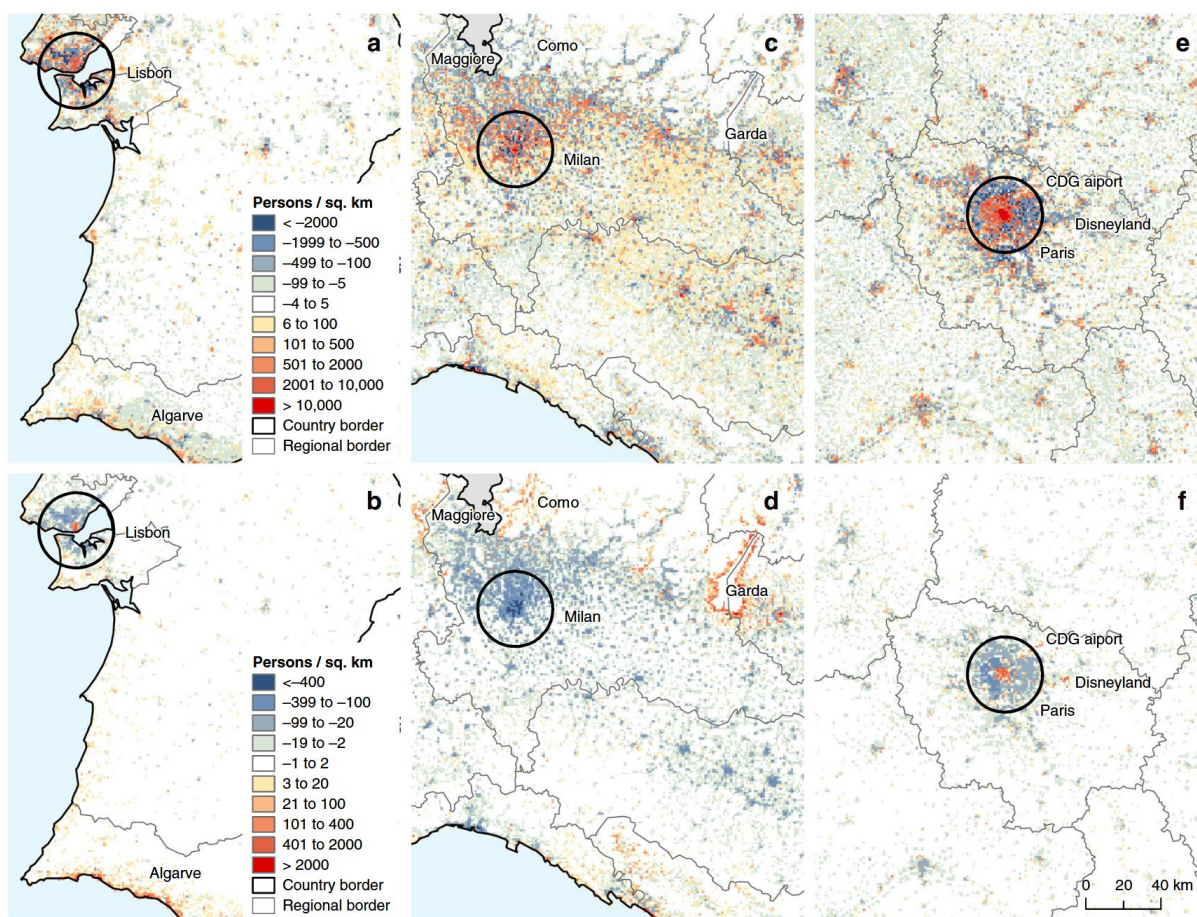 a
Lisbon
Persons / sq. km
< –2000
–1999 to –500
–499 to –100
–99 to –5
–4 to 5
6 to 100
101 to 500
501 to 2000
2001 to 10,000
> 10,000
Country border
Regional border
Algarve
c
Como
Maggiore
Garda
Milan
e
CDG aiport
Disneyland
Paris
b
Lisbon
Persons / sq. km
<–400
–399 to –100
–99 to –20
–19 to –2
–1 to 2
3 to 20
21 to 100
101 to 400
401 to 2000
> 2000
Country border
Regional border
Algarve
d
Como
Maggiore
Garda
Milan
f
CDG aiport
Disneyland
Paris
0 20 40 km